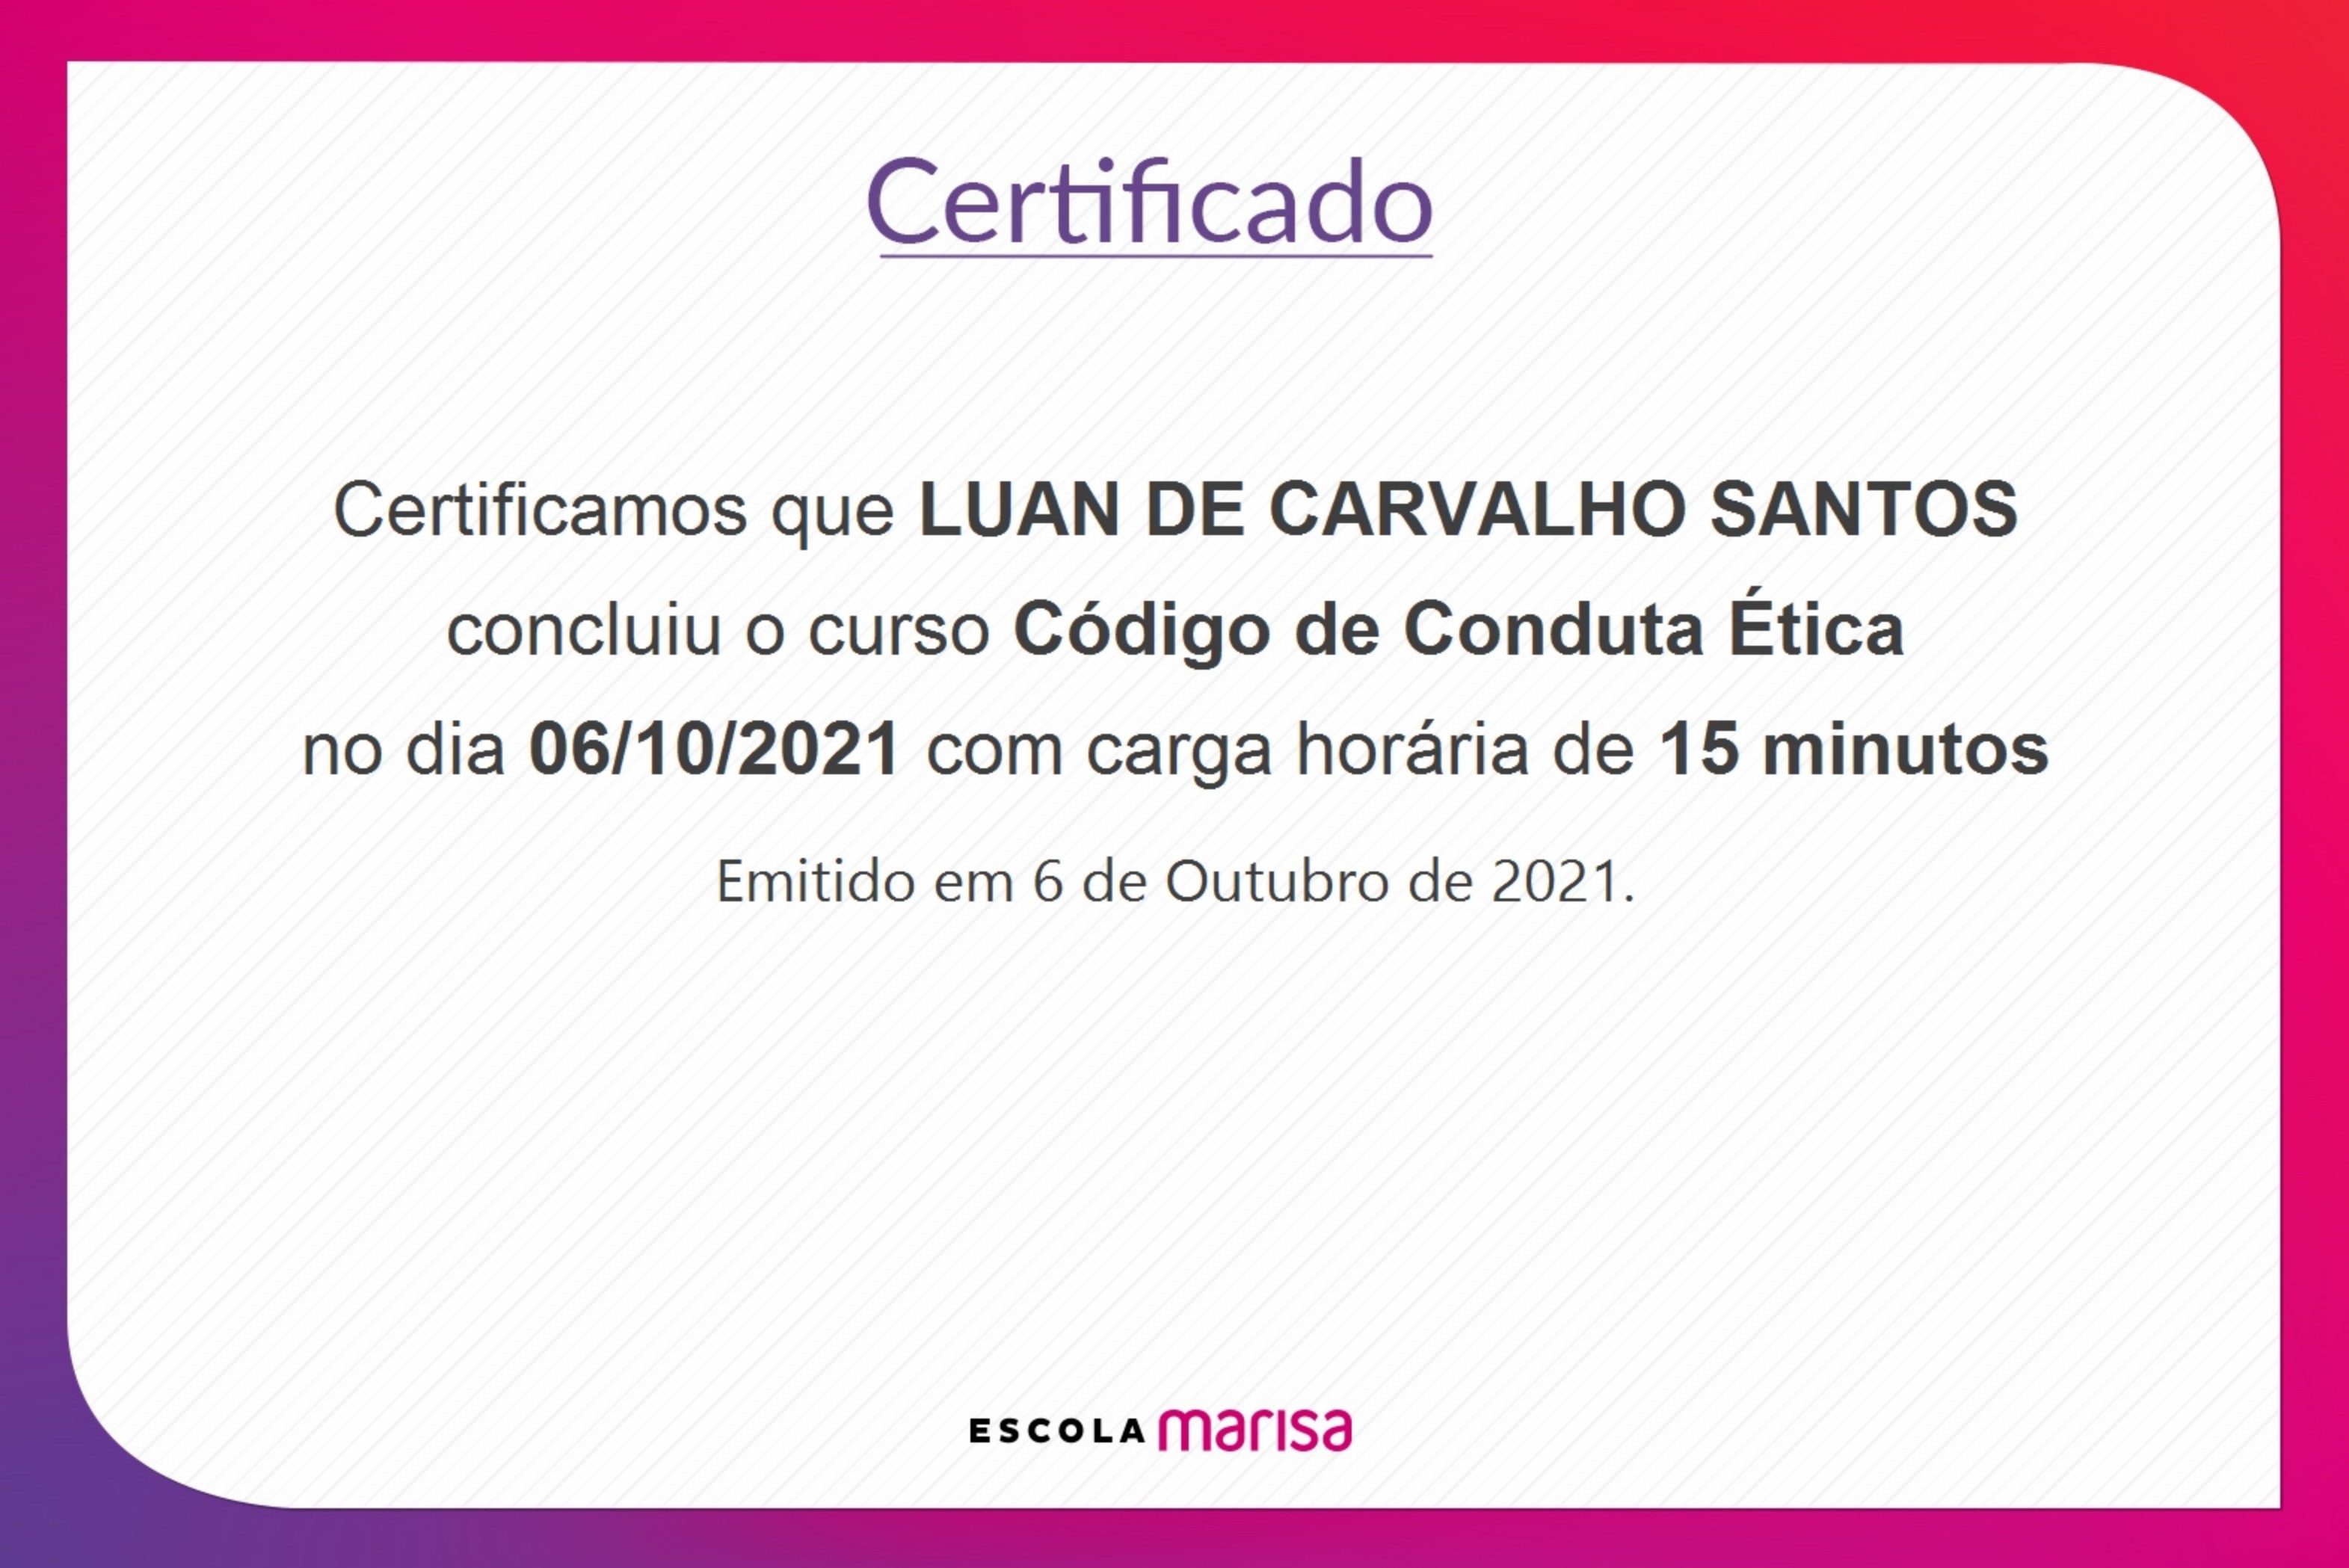 Certificado
Certificamos que LUAN DE CARVALHO SANTOS
concluiu o curso Código de Conduta Ética
no dia 06/10/2021 com carga horária de 15 minutos
Emitido em 6 de Outubro de 2021.
ESCOLA marisa